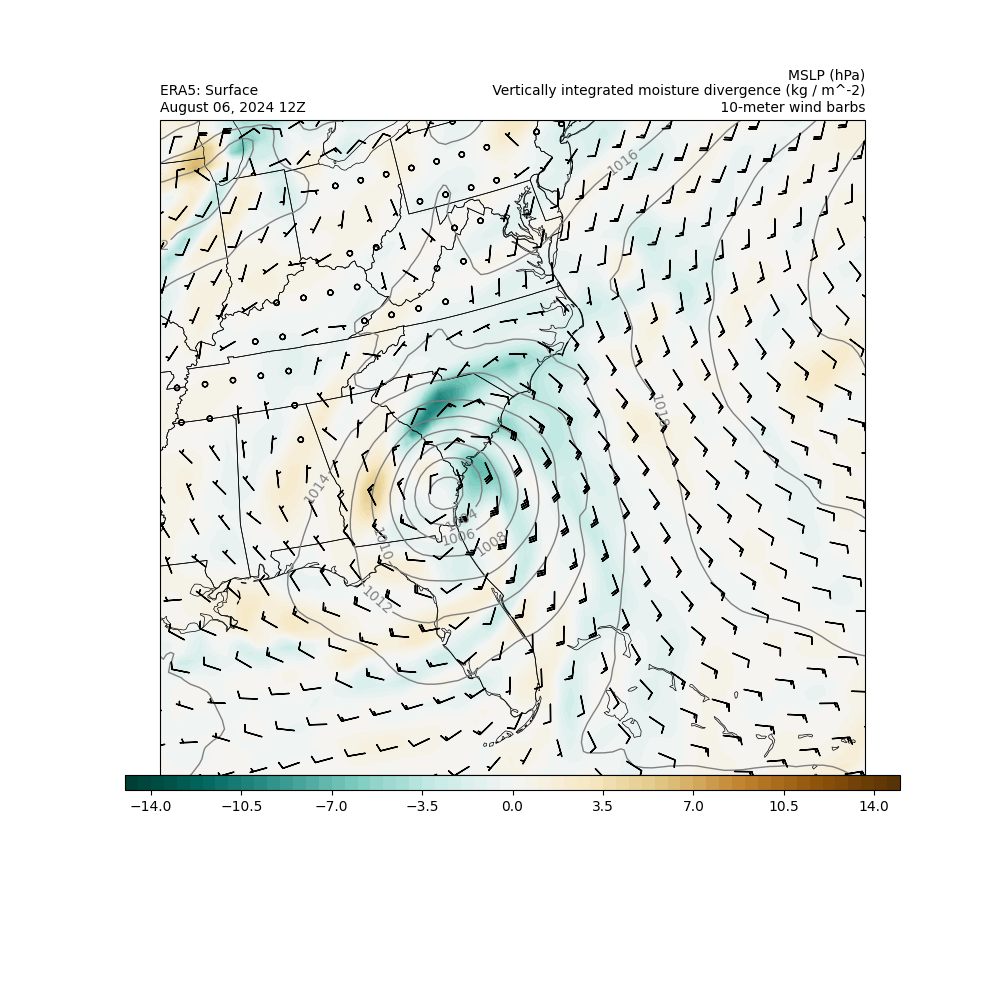 MSLP (hPa)
ERA5: Surface
Vertically integrated moisture divergence (kg / m^-2)
August 06, 2024 12Z
10-meter wind barbs
1016
1018
1014
1004
1006
1008
1010
1012
−14.0 −10.5 −7.0 −3.5 0.0 3.5 7.0 10.5 14.0